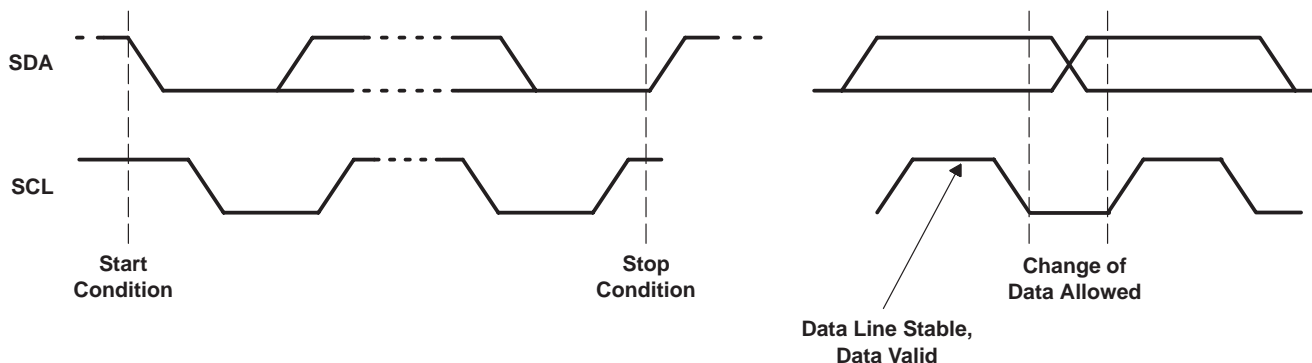 SDA
SCL
Start
Condition
Stop
Condition
Change of
Data Allowed
Data Line Stable,
Data Valid